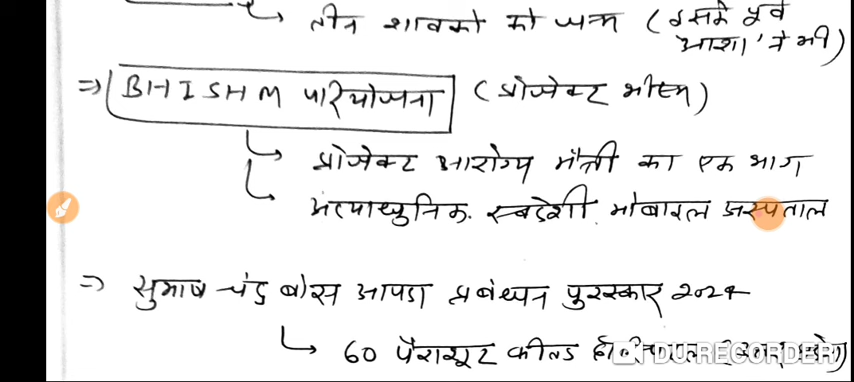 तीन शावकों को जन्म (इसके पूर्व
'आशा' ने भी)
⇒ BHISHM परियोजना (प्रोजेक्ट भीष्म)
↳ प्रोजेक्ट आरोग्य मैत्री का एक भाग
↳ अत्याधुनिक स्वदेशी मोबाइल अस्पताल
⇒ सुभाष चंद्र बोस आपदा प्रबंधन पुरस्कार 2024
↳ 60 पैराशूट फील्ड हॉस्पिटल
DU RECORDER